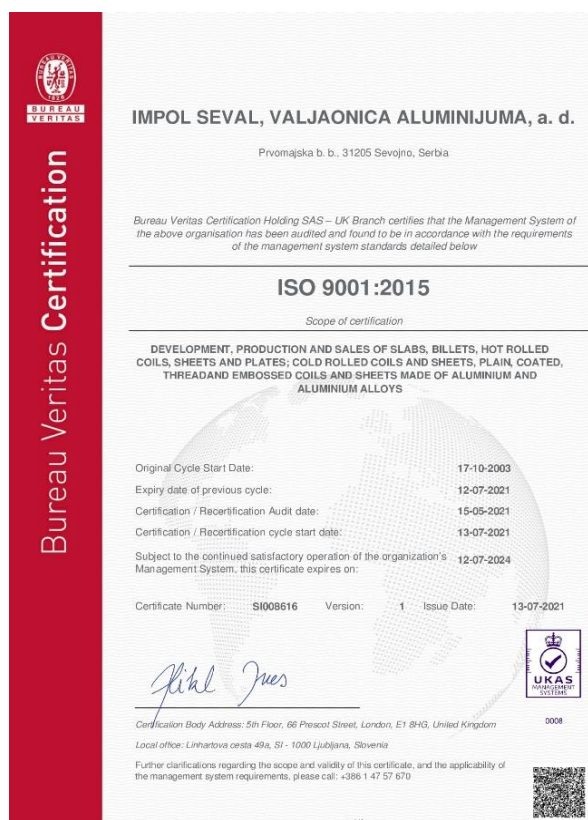 BUREAU
VERITAS
Bureau Veritas Certification
IMPOL SEVAL, VALJAONICA ALUMINIJUMA, a. d.
Prvomajska b. b., 31205 Sevojno, Serbia
Bureau Veritas Certification Holding SAS – UK Branch certifies that the Management System of
the above organisation has been audited and found to be in accordance with the requirements
of the management system standards detailed below
ISO 9001:2015
Scope of certification
DEVELOPMENT, PRODUCTION AND SALES OF SLABS, BILLETS, HOT ROLLED
COILS, SHEETS AND PLATES; COLD ROLLED COILS AND SHEETS, PLAIN, COATED,
THREADAND EMBOSSED COILS AND SHEETS MADE OF ALUMINIUM AND
ALUMINIUM ALLOYS
Original Cycle Start Date: 17-10-2003
Expiry date of previous cycle: 12-07-2021
Certification / Recertification Audit date: 15-05-2021
Certification / Recertification cycle start date: 13-07-2021
Subject to the continued satisfactory operation of the organization's
Management System, this certificate expires on: 12-07-2024
Certificate Number: SI008616 Version: 1 Issue Date: 13-07-2021
UKAS
MANAGEMENT
SYSTEMS
0008
Certification Body Address: 5th Floor, 66 Prescot Street, London, E1 8HG, United Kingdom
Local office: Linhartova cesta 49a, SI - 1000 Ljubljana, Slovenia
Further clarifications regarding the scope and validity of this certificate, and the applicability of
the management system requirements, please call: +386 1 47 57 670